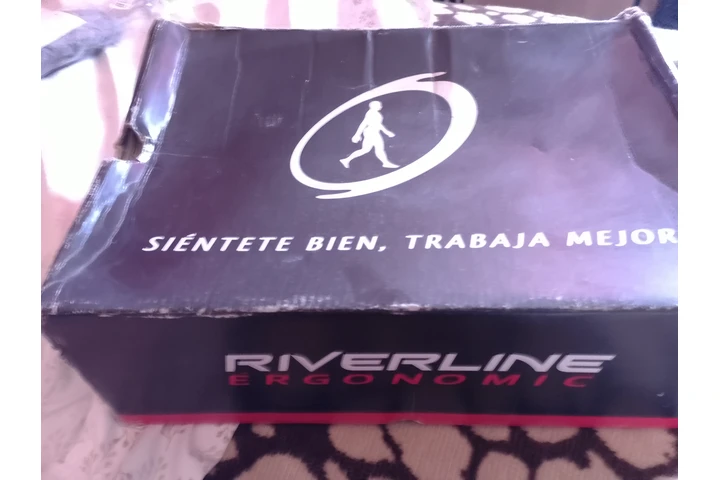 SIÉNTETE BIEN, TRABAJA MEJOR
RIVERLINE
ERGONOMIC